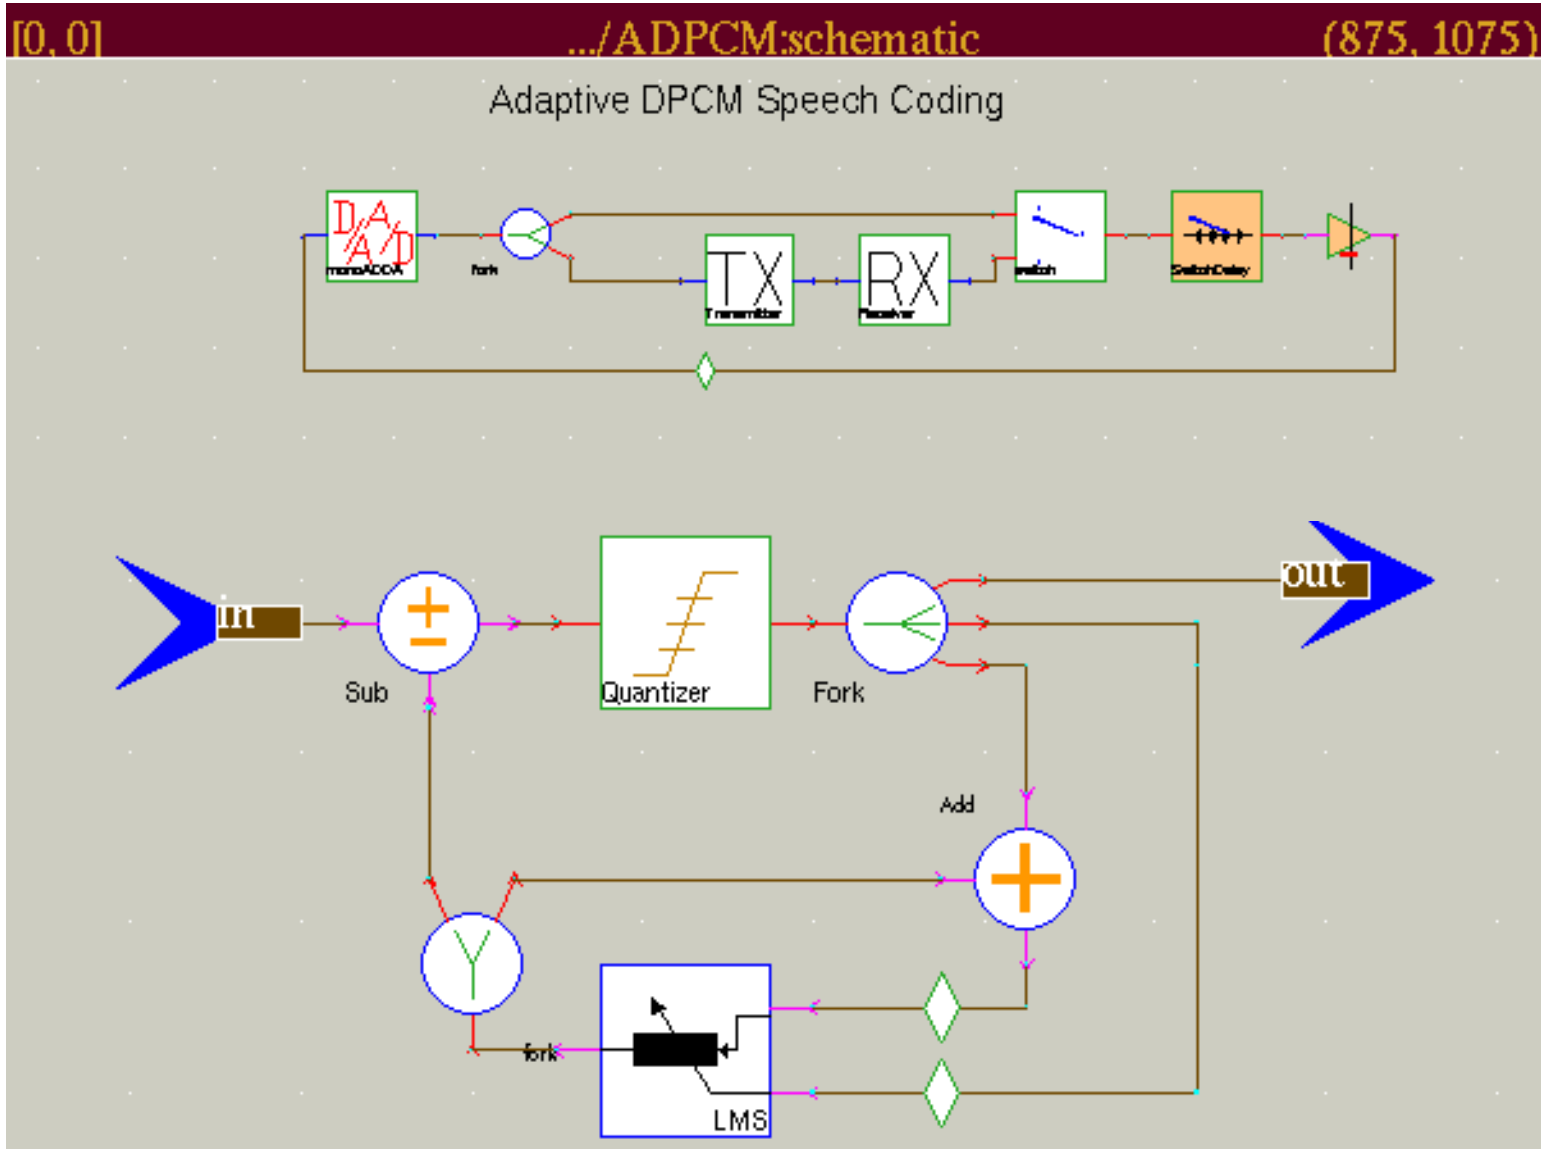 [0, 0] .../ADPCM:schematic (875, 1075)
Adaptive DPCM Speech Coding
D/A
A/D
monoADDA
fork
TX
Transmitter
RX
Receiver
switch
SwitchDelay
in
Sub
Quantizer
Fork
out
Add
fork
LMS